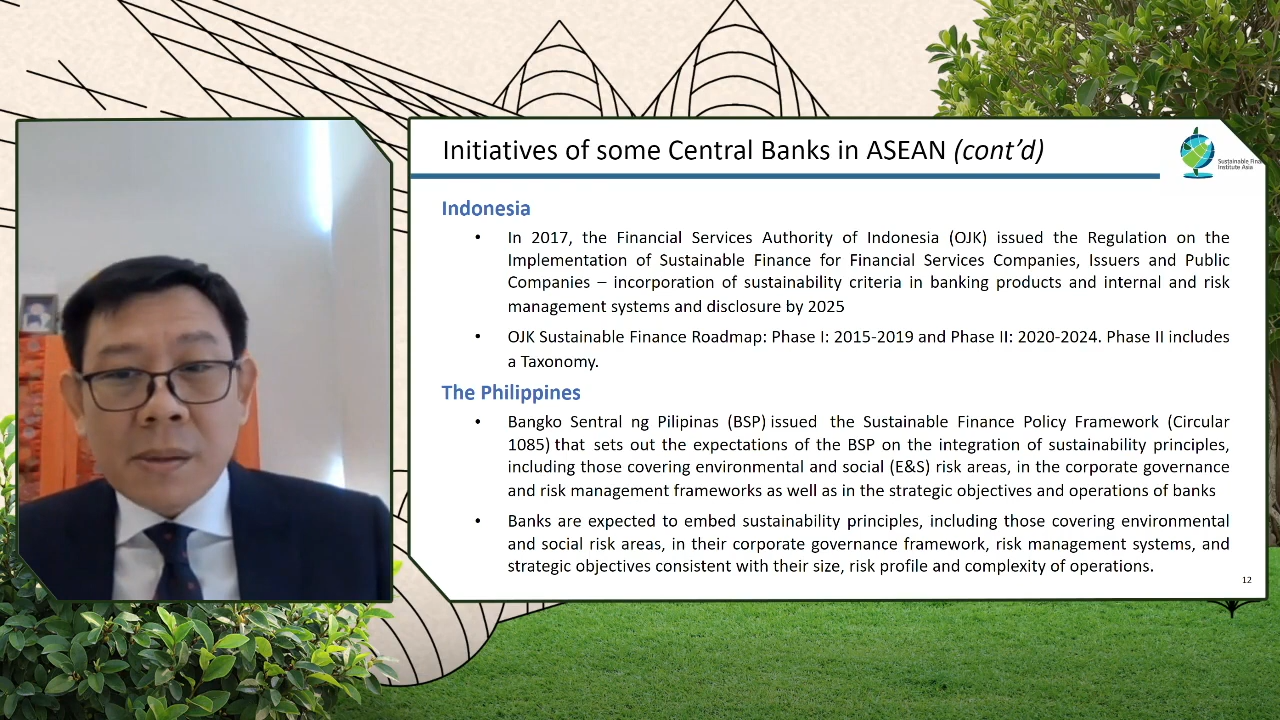 Initiatives of some Central Banks in ASEAN (cont’d)
Sustainable
Institute Asia
Indonesia
• In 2017, the Financial Services Authority of Indonesia (OJK) issued the Regulation on the
Implementation of Sustainable Finance for Financial Services Companies, Issuers and Public
Companies – incorporation of sustainability criteria in banking products and internal and risk
management systems and disclosure by 2025
• OJK Sustainable Finance Roadmap: Phase I: 2015-2019 and Phase II: 2020-2024. Phase II includes
a Taxonomy.
The Philippines
• Bangko Sentral ng Pilipinas (BSP) issued the Sustainable Finance Policy Framework (Circular
1085) that sets out the expectations of the BSP on the integration of sustainability principles,
including those covering environmental and social (E&S) risk areas, in the corporate governance
and risk management frameworks as well as in the strategic objectives and operations of banks
• Banks are expected to embed sustainability principles, including those covering environmental
and social risk areas, in their corporate governance framework, risk management systems, and
strategic objectives consistent with their size, risk profile and complexity of operations.
12